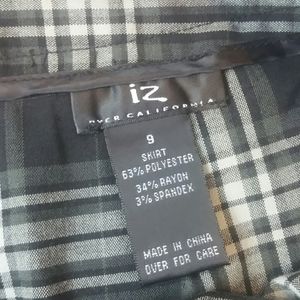 iz
BYER CALIFORNIA
9
SKIRT
63% POLYESTER
34% RAYON
3% SPANDEX
MADE IN CHINA
OVER FOR CARE